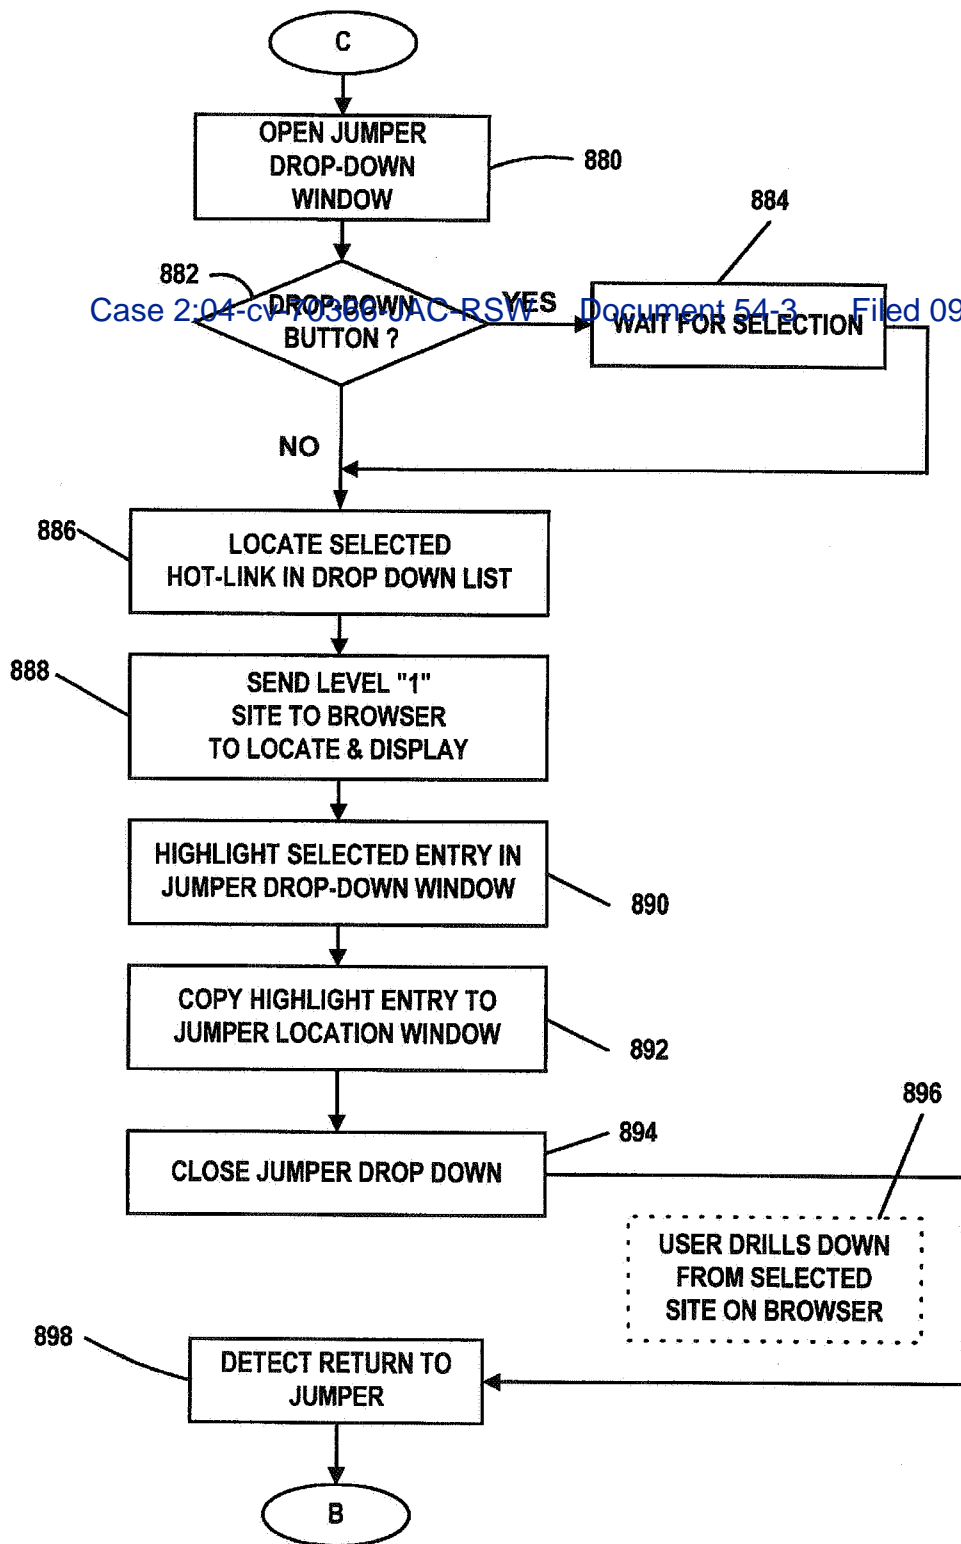 C
OPEN JUMPER
DROP-DOWN
WINDOW
880
884
882
DROP-DOWN
BUTTON ?
YES
WAIT FOR SELECTION
Case 2:04-cv-70366-JAC-RSW Document 54-3 Filed 09
NO
886
LOCATE SELECTED
HOT-LINK IN DROP DOWN LIST
888
SEND LEVEL "1"
SITE TO BROWSER
TO LOCATE & DISPLAY
HIGHLIGHT SELECTED ENTRY IN
JUMPER DROP-DOWN WINDOW
890
COPY HIGHLIGHT ENTRY TO
JUMPER LOCATION WINDOW
892
896
894
CLOSE JUMPER DROP DOWN
USER DRILLS DOWN
FROM SELECTED
SITE ON BROWSER
898
DETECT RETURN TO
JUMPER
B